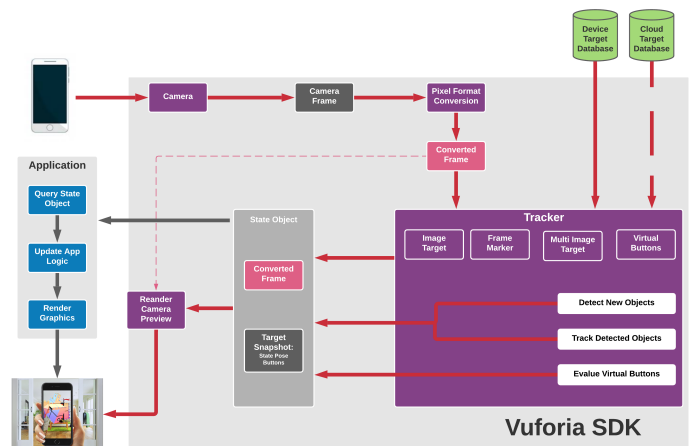 Device
Target
Database
Cloud
Target
Database
Camera
Camera
Frame
Pixel Format
Conversion
Converted
Frame
Application
Query State
Object
Update App
Logic
Render
Graphics
State Object
Converted
Frame
Target
Snapshot:
State Pose
Buttons
Reander
Camera
Preview
Tracker
Image
Target
Frame
Marker
Multi Image
Target
Virtual
Buttons
Detect New Objects
Track Detected Objects
Evalue Virtual Buttons
Vuforia SDK